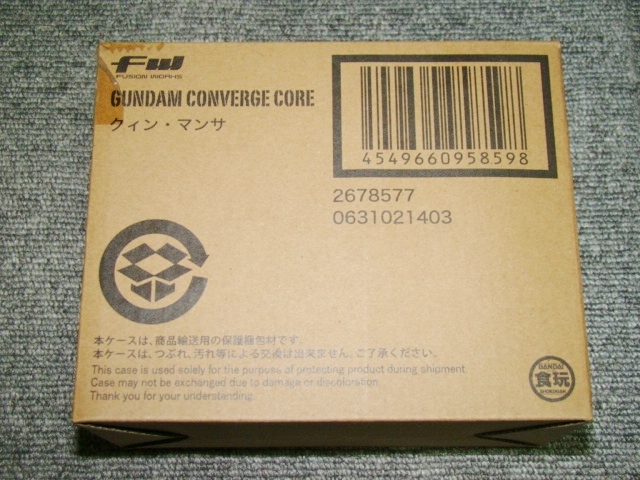 FW
FUSION WORKS
GUNDAM CONVERGE CORE
クィン・マンサ
4549660958598
2678577
0631021403
本ケースは、商品輸送用の保護梱包材です。
本ケースは、つぶれ、汚れ等による交換は出来ません。ご了承ください。
This case is used solely for the purpose of protecting product during shipment.
Case may not be exchanged due to damage or discoloration.
Thank you for your understanding.
BANDAI
食玩
SHOKUGAN